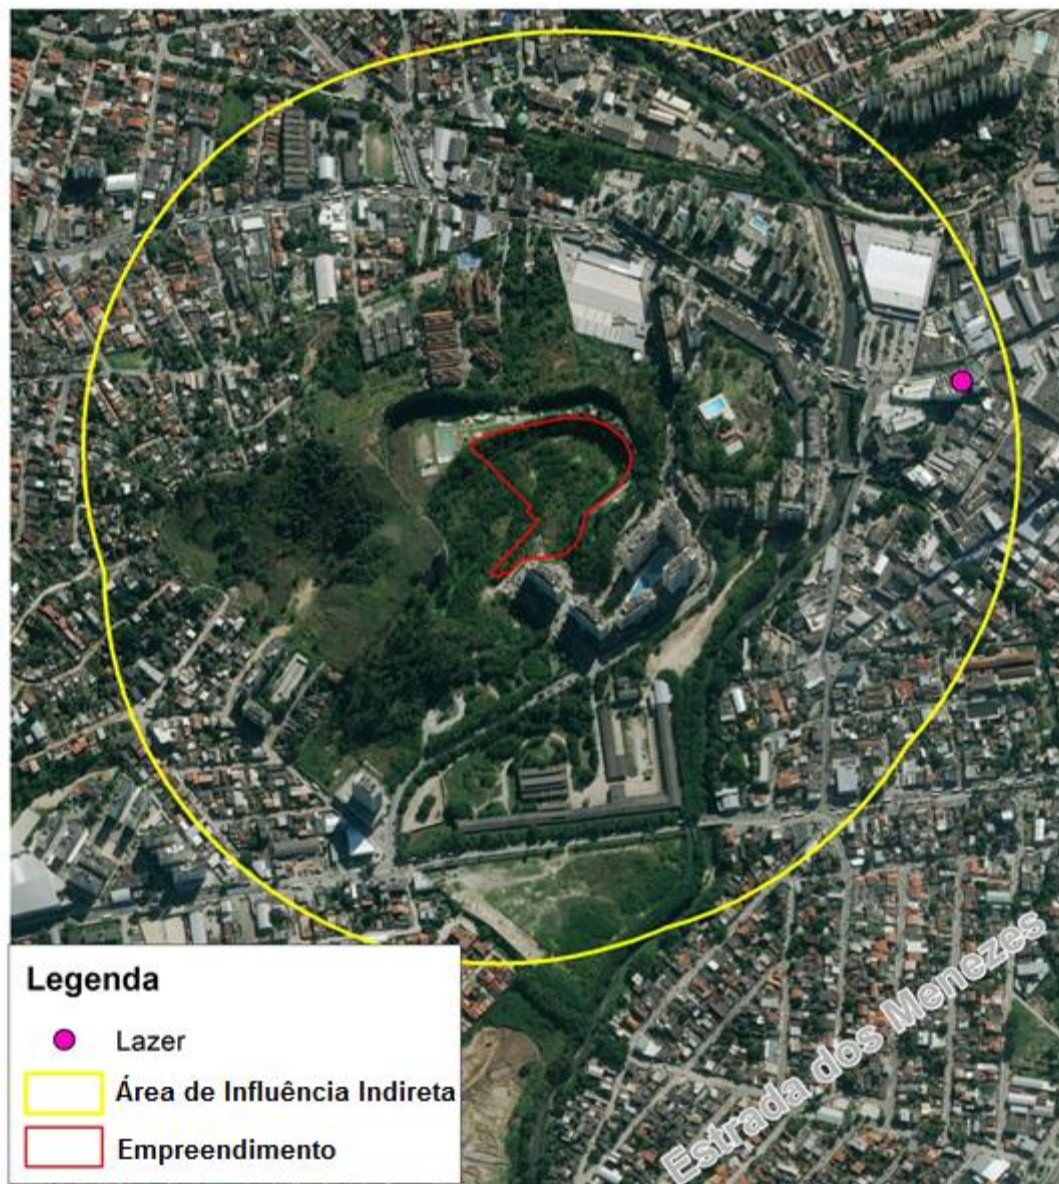 Estrada dos Menezes
Legenda
Lazer
Área de Influência Indireta
Empreendimento